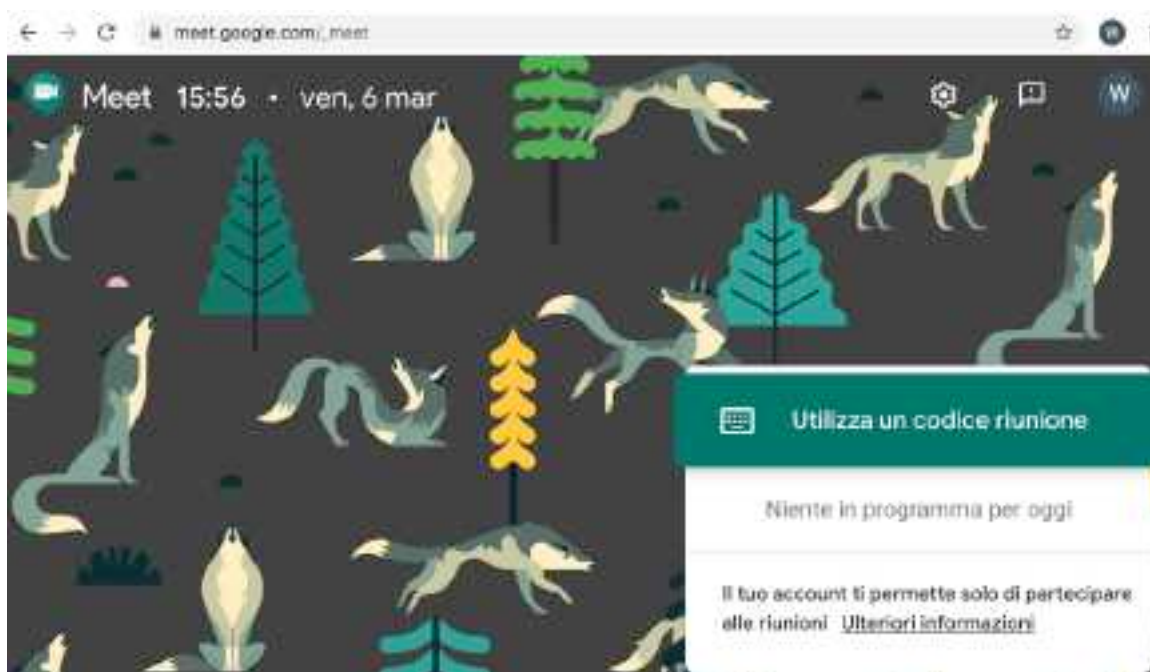 meet.google.com/_meet
Meet 15:56 • ven, 6 mar
W
Utilizza un codice riunione
Niente in programma per oggi
Il tuo account ti permette solo di partecipare
alle riunioni Ulteriori informazioni